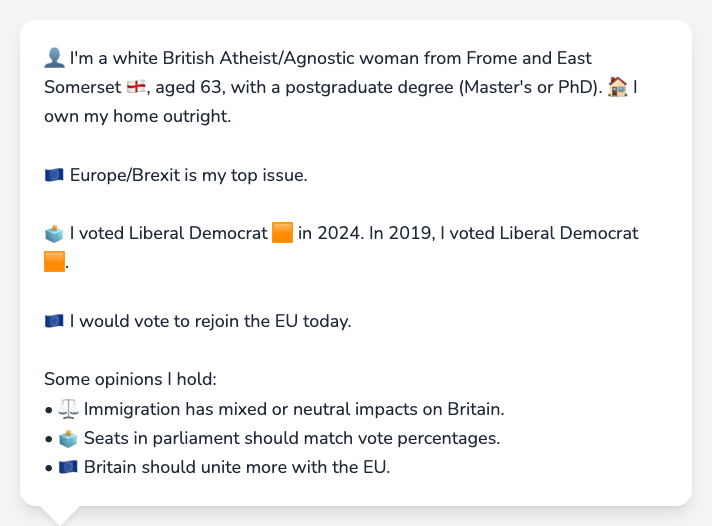 👤 I'm a white British Atheist/Agnostic woman from Frome and East
Somerset 🏴󠁧󠁢󠁥󠁮󠁧󠁿, aged 63, with a postgraduate degree (Master's or PhD). 🏠 I
own my home outright.
🇪🇺 Europe/Brexit is my top issue.
🗳️ I voted Liberal Democrat 🟧 in 2024. In 2019, I voted Liberal Democrat
🟧.
🇪🇺 I would vote to rejoin the EU today.
Some opinions I hold:
• ⚖️ Immigration has mixed or neutral impacts on Britain.
• 🗳️ Seats in parliament should match vote percentages.
• 🇪🇺 Britain should unite more with the EU.